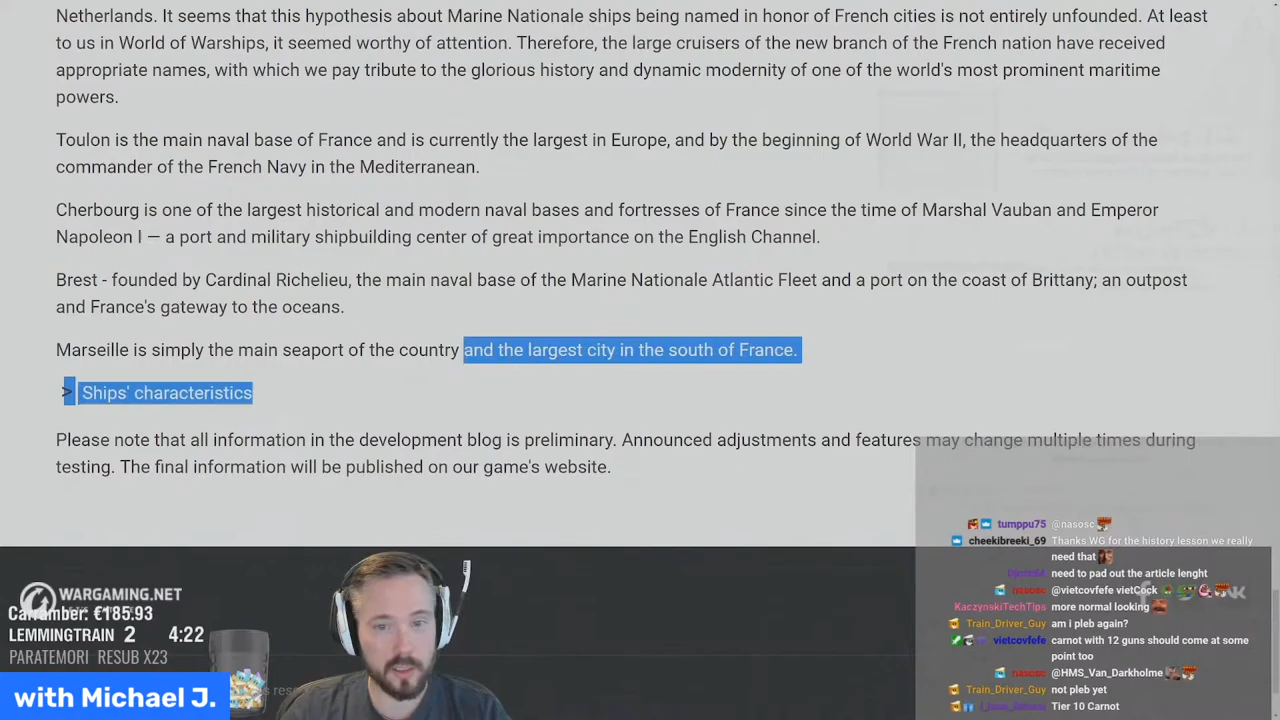 Netherlands. It seems that this hypothesis about Marine Nationale ships being named in honor of French cities is not entirely unfounded. At least
to us in World of Warships, it seemed worthy of attention. Therefore, the large cruisers of the new branch of the French nation have received
appropriate names, with which we pay tribute to the glorious history and dynamic modernity of one of the world's most prominent maritime
powers.
Toulon is the main naval base of France and is currently the largest in Europe, and by the beginning of World War II, the headquarters of the
commander of the French Navy in the Mediterranean.
Cherbourg is one of the largest historical and modern naval bases and fortresses of France since the time of Marshal Vauban and Emperor
Napoleon I — a port and military shipbuilding center of great importance on the English Channel.
Brest - founded by Cardinal Richelieu, the main naval base of the Marine Nationale Atlantic Fleet and a port on the coast of Brittany; an outpost
and France's gateway to the oceans.
Marseille is simply the main seaport of the country and the largest city in the south of France.
> Ships' characteristics
Please note that all information in the development blog is preliminary. Announced adjustments and features may change multiple times during
testing. The final information will be published on our game's website.
tumppu75 @nasosc
cheekibreeki_69 Thanks WG for the history lesson we really
need that
need to pad out the article lenght
nasosc @vietcovfefe vietCock
KaczynskiTechTips more normal looking
Train_Driver_Guy am i pleb again?
vietcovfefe carnot with 12 guns should come at some
point too
nasosc @HMS_Van_Darkholme
Train_Driver_Guy not pleb yet
Tier 10 Carnot
WARGAMING.NET
Carramber: €185.93
LEMMINGTRAIN 2 4:22
PARATEMORI RESUB X23
with Michael J.